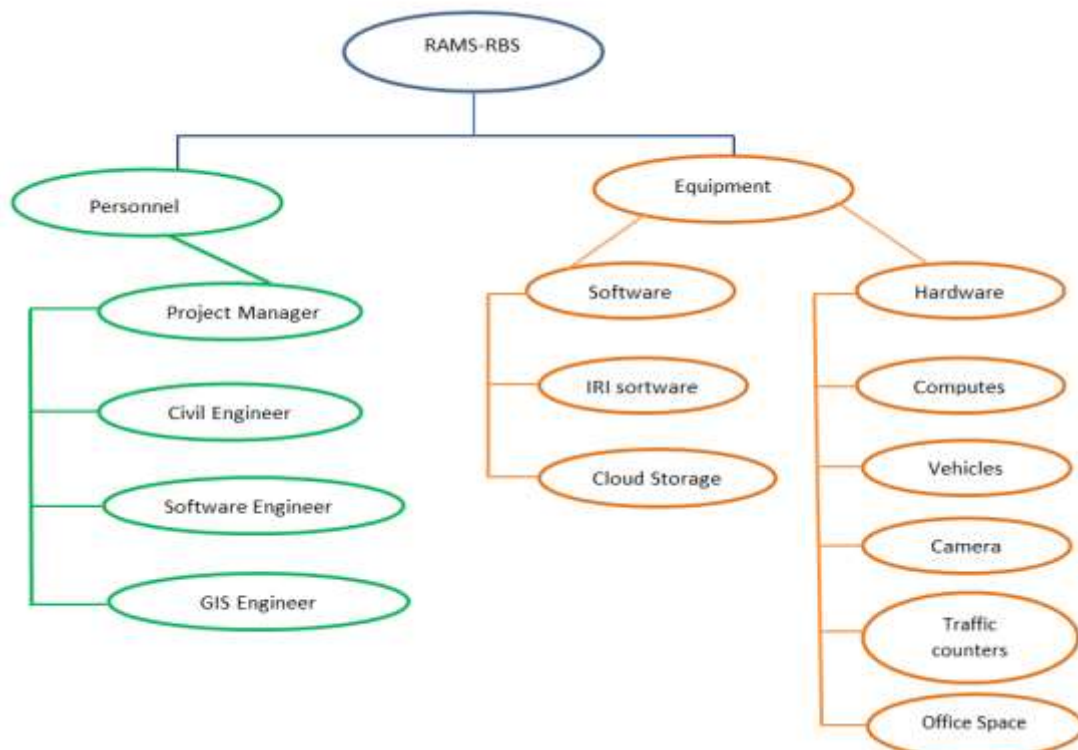 RAMS-RBS
Personnel
Equipment
Project Manager
Civil Engineer
Software Engineer
GIS Engineer
Software
IRI sortware
Cloud Storage
Hardware
Computes
Vehicles
Camera
Traffic
counters
Office Space